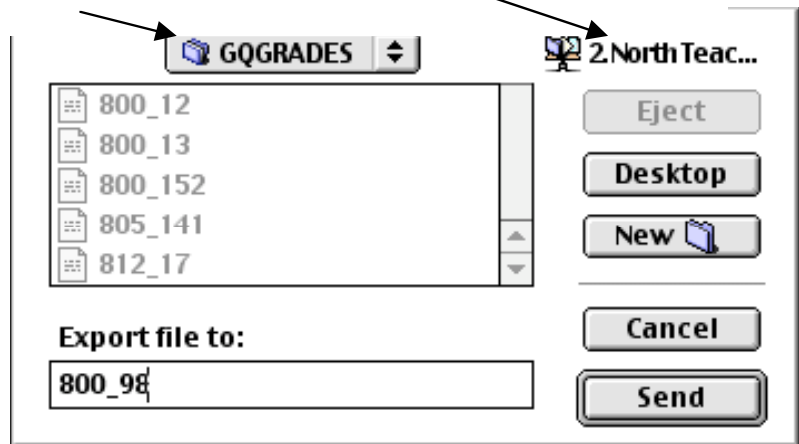 GQGRADES
2.North Teac...
800_12
800_13
800_152
805_141
812_17
Eject
Desktop
New
Export file to:
800_98
Cancel
Send